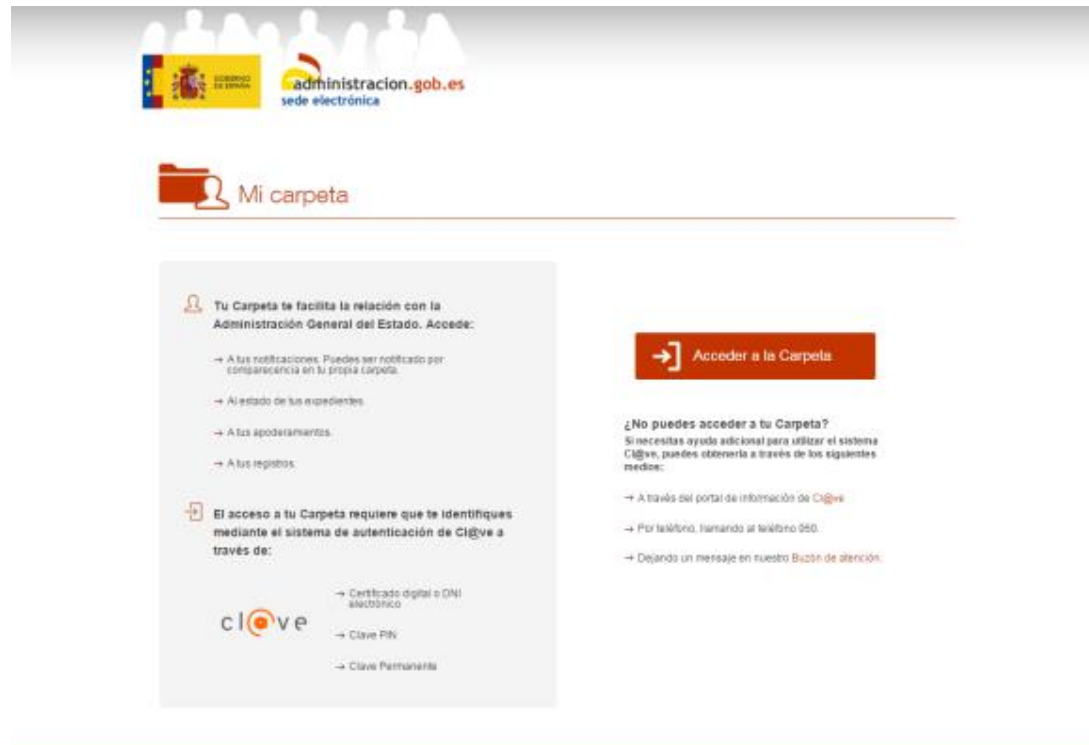 GOBIERNO
DE ESPAÑA
administracion.gob.es
sede electrónica
Mi carpeta
Tu Carpeta te facilita la relación con la
Administración General del Estado. Accede:
→ A tus notificaciones. Puedes ser notificado por
comparecencia en tu propia carpeta.
→ Al estado de tus expedientes.
→ A tus apoderamientos.
→ A tus registros.
El acceso a tu Carpeta requiere que te identifiques
mediante el sistema de autenticación de Cl@ve a
través de:
cl@ve
→ Certificado digital o DNI
electrónico
→ Clave PIN
→ Clave Permanente
Acceder a la Carpeta
¿No puedes acceder a tu Carpeta?
Si necesitas ayuda adicional para utilizar el sistema
Cl@ve, puedes obtenerla a través de los siguientes
medios:
→ A través del portal de información de Cl@ve
→ Por teléfono, llamando al teléfono 060.
→ Dejando un mensaje en nuestro Buzón de atención.